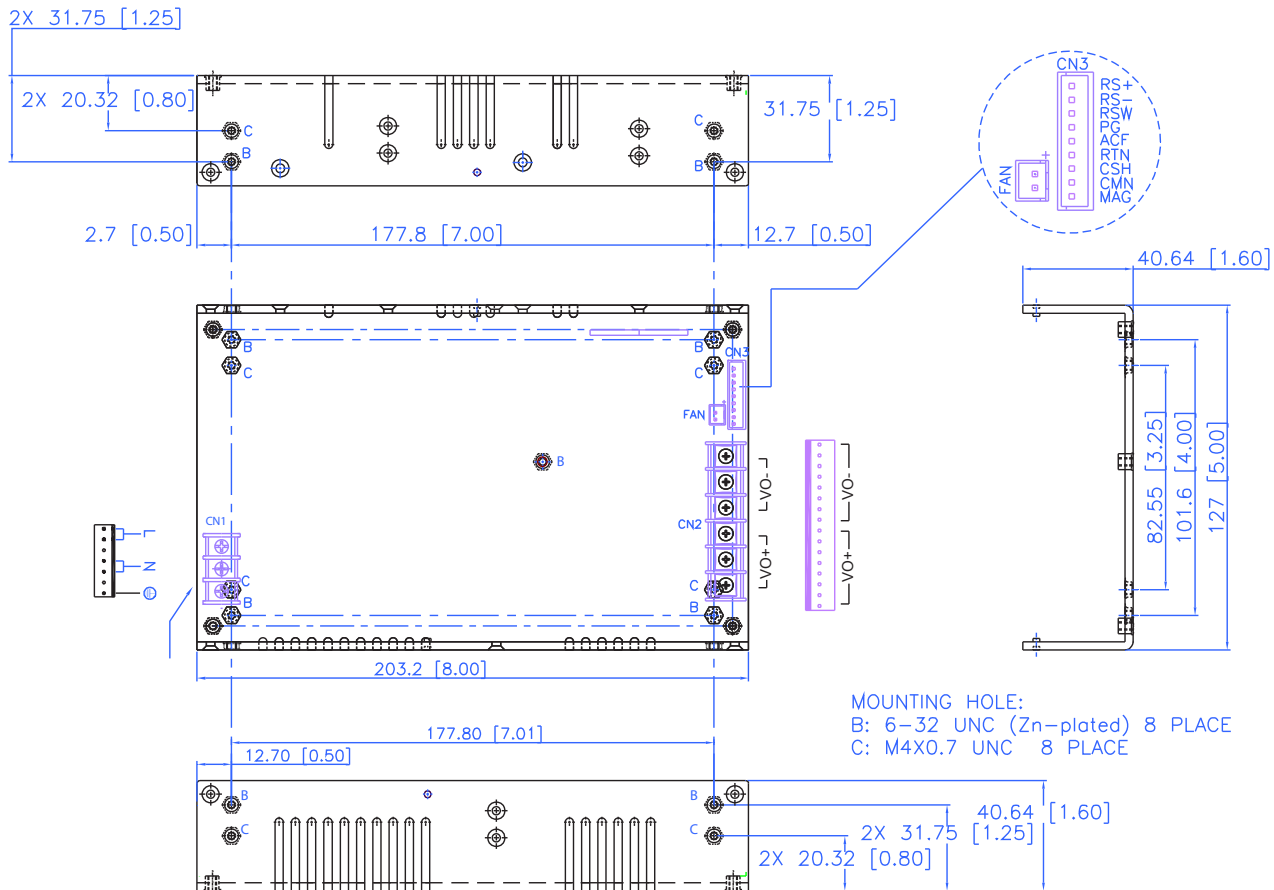 2X 31.75 [1.25]
2X 20.32 [0.80]
C
B
C
B
31.75 [1.25]
2.7 [0.50]
177.8 [7.00]
12.7 [0.50]
CN3
RS+
RS-
RSW
PG
ACF
RTN
CSH
CMN
MAG
+
FAN
40.64 [1.60]
B
C
B
C
CN3
+
FAN
B
CN2
VO-
VO+
VO-
VO+
CN1
L
N
C
B
C
B
82.55 [3.25]
101.6 [4.00]
127 [5.00]
203.2 [8.00]
MOUNTING HOLE:
B: 6-32 UNC (Zn-plated) 8 PLACE
C: M4X0.7 UNC 8 PLACE
177.80 [7.01]
12.70 [0.50]
B
C
B
C
40.64 [1.60]
2X 31.75 [1.25]
2X 20.32 [0.80]